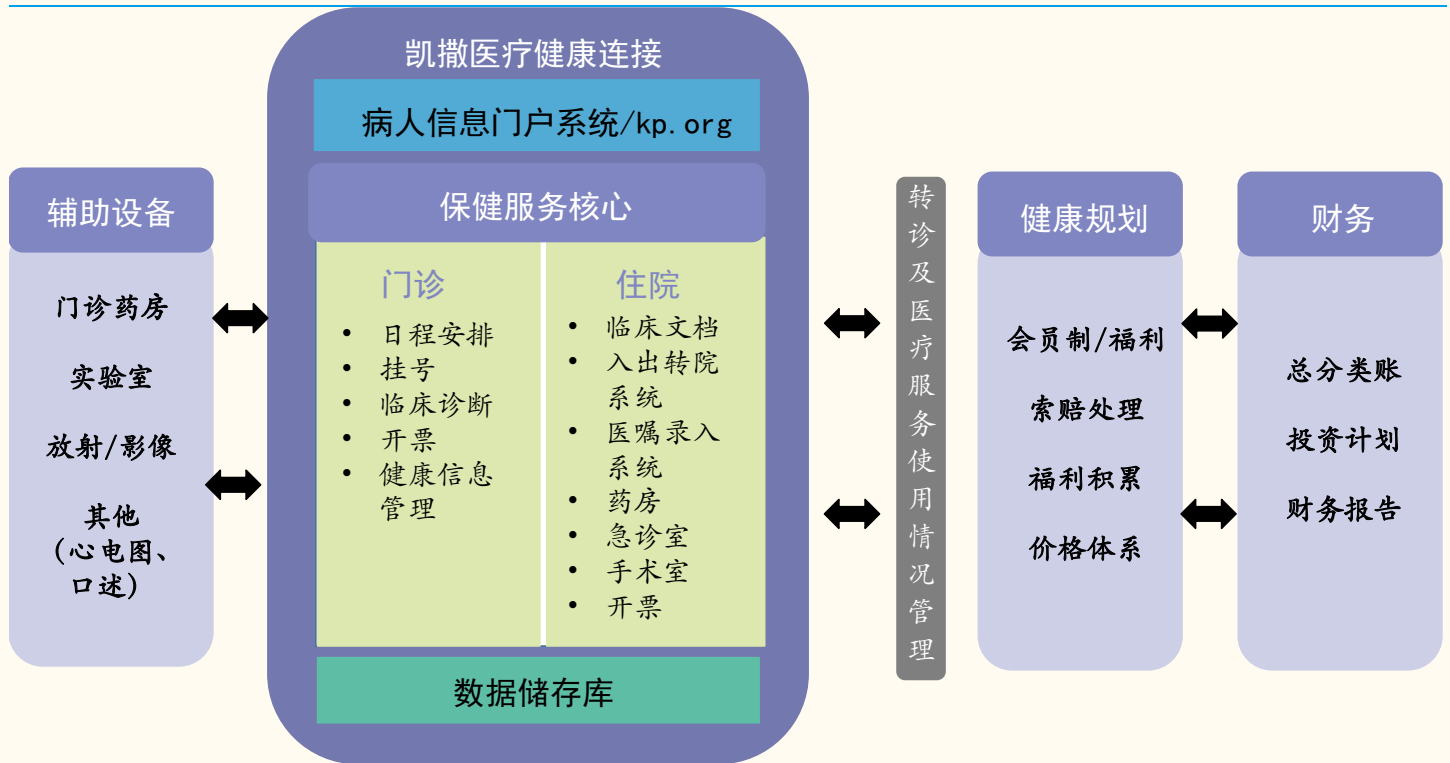 凯撒医疗健康连接
病人信息门户系统/kp.org
辅助设备
门诊药房
实验室
放射/影像
其他
(心电图、
口述)
保健服务核心
门诊
• 日程安排
• 挂号
• 临床诊断
• 开票
• 健康信息
管理
住院
• 临床文档
• 入出转院
系统
• 医嘱录入
系统
• 药房
• 急诊室
• 手术室
• 开票
数据储存库
转诊及医疗服务使用情况管理
健康规划
会员制/福利
索赔处理
福利积累
价格体系
财务
总分类账
投资计划
财务报告